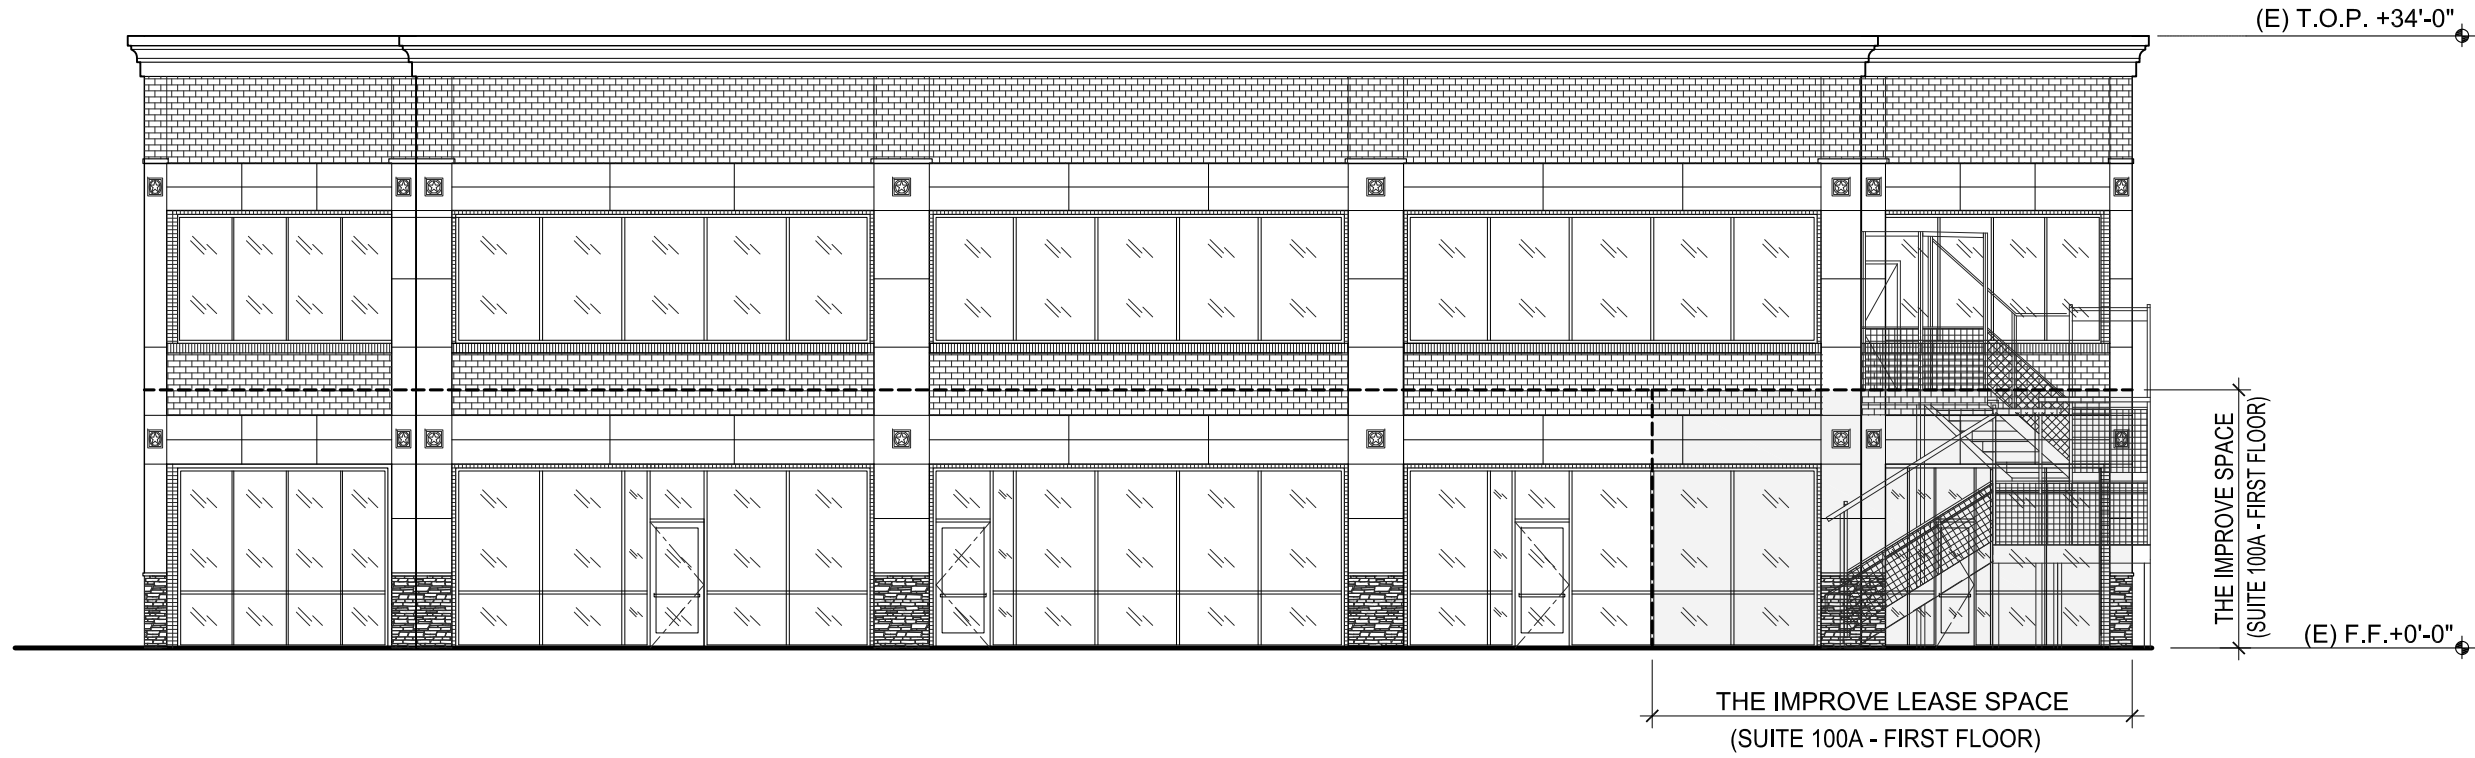 (E) T.O.P. +34'-0"
THE IMPROVE SPACE
(SUITE 100A - FIRST FLOOR)
(E) F.F.+0'-0"
THE IMPROVE LEASE SPACE
(SUITE 100A - FIRST FLOOR)